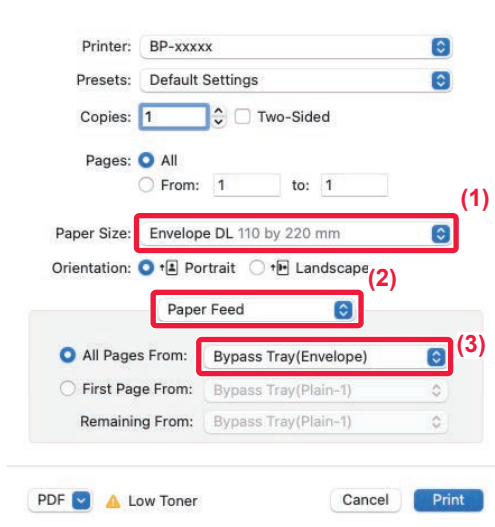 Printer: BP-xxxxx
Presets: Default Settings
Copies: 1 Two-Sided
Pages: All
From: 1 to: 1
(1)
Paper Size: Envelope DL 110 by 220 mm
Orientation: Portrait Landscape
(2)
Paper Feed
(3)
All Pages From: Bypass Tray(Envelope)
First Page From: Bypass Tray(Plain-1)
Remaining From: Bypass Tray(Plain-1)
PDF Low Toner Cancel Print